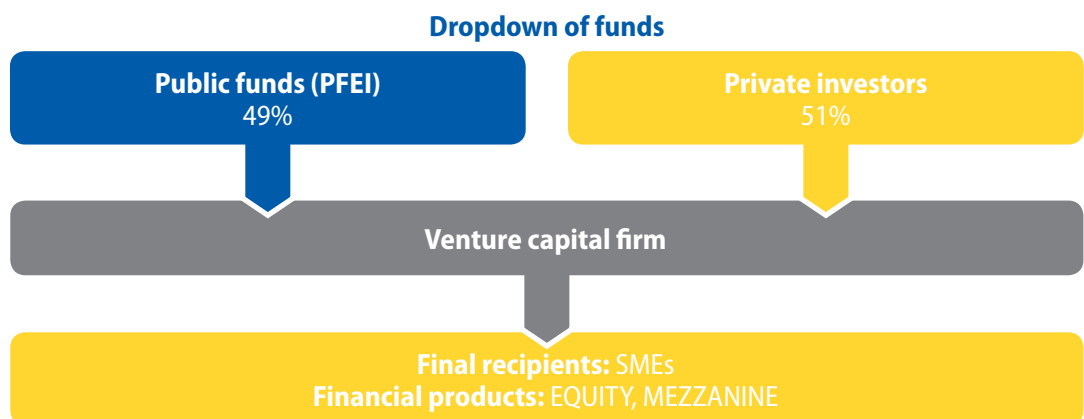 Dropdown of funds
Public funds (PFEI)
49%
Private investors
51%
Venture capital firm
Final recipients: SMEs
Financial products: EQUITY, MEZZANINE